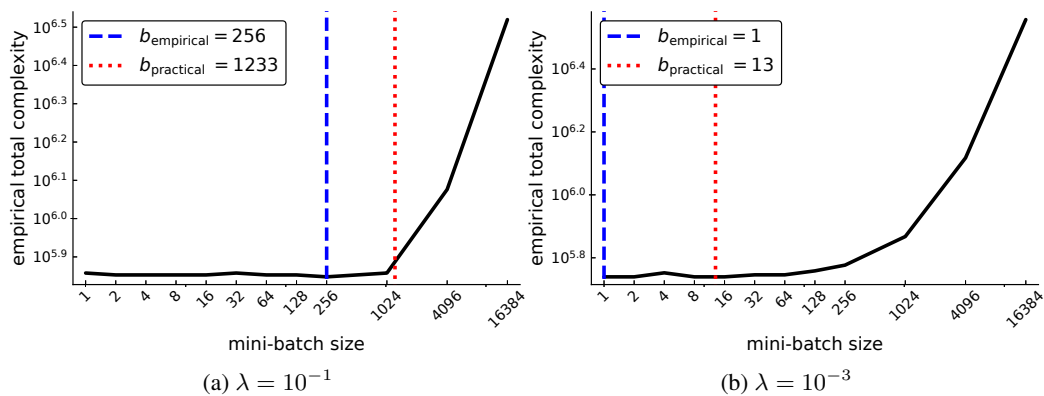 empirical total complexity
10^6.5
10^6.4
10^6.3
10^6.2
10^6.1
10^6.0
10^5.9
b_empirical = 256
b_practical = 1233
1 2 4 8 16 32 64 128 256 1024 4096 16384
mini-batch size
(a) λ = 10^−1
empirical total complexity
10^6.4
10^6.2
10^6.0
10^5.8
b_empirical = 1
b_practical = 13
1 2 4 8 16 32 64 128 256 1024 4096 16384
mini-batch size
(b) λ = 10^−3